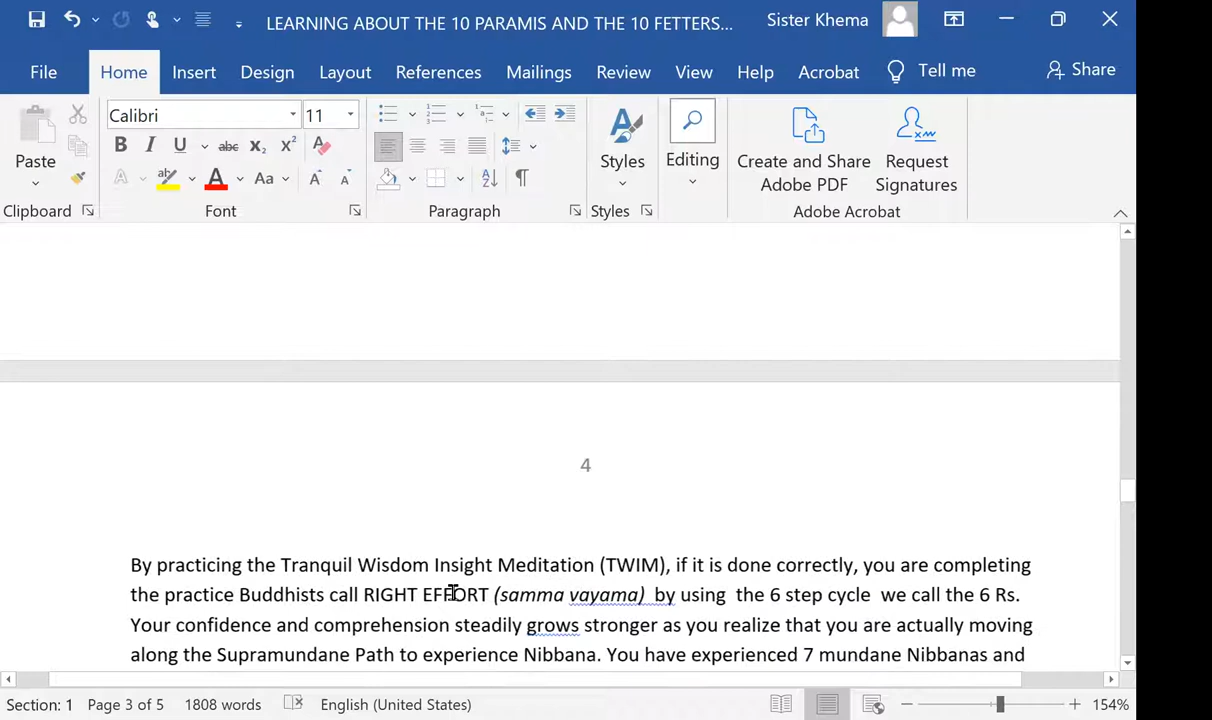 LEARNING ABOUT THE 10 PARAMIS AND THE 10 FETTERS... Sister Khema
File Home Insert Design Layout References Mailings Review View Help Acrobat Tell me Share
Calibri 11
Paste Styles Editing Create and Share Adobe PDF Request Signatures
Clipboard Font Paragraph Styles Adobe Acrobat
4
By practicing the Tranquil Wisdom Insight Meditation (TWIM), if it is done correctly, you are completing
the practice Buddhists call RIGHT EFFORT (samma vayama) by using the 6 step cycle we call the 6 Rs.
Your confidence and comprehension steadily grows stronger as you realize that you are actually moving
along the Supramundane Path to experience Nibbana. You have experienced 7 mundane Nibbanas and
Section: 1 Page 3 of 5 1808 words English (United States) 154%